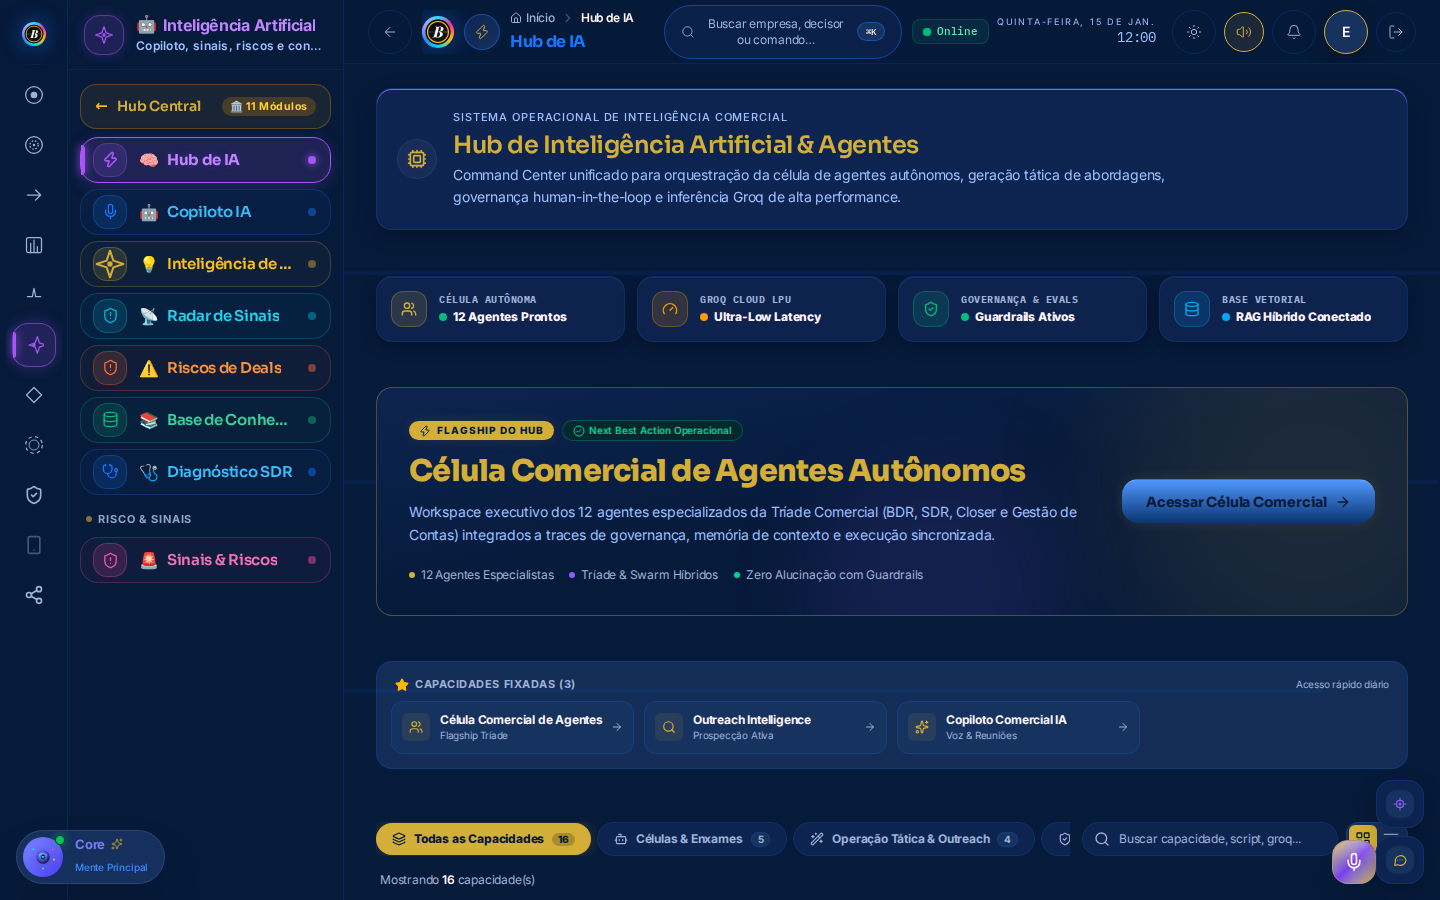 🤖 Inteligência Artificial
Copiloto, sinais, riscos e con...
← Hub Central
🏛️ 11 Módulos
🧠 Hub de IA
🤖 Copiloto IA
💡 Inteligência de ...
📡 Radar de Sinais
⚠️ Riscos de Deals
📚 Base de Conhe...
🩺 Diagnóstico SDR
RISCO & SINAIS
🚨 Sinais & Riscos
Core ✨
Mente Principal
B
Início > Hub de IA
Hub de IA
Buscar empresa, decisor
ou comando...
⌘K
Online
QUINTA-FEIRA, 15 DE JAN.
12:00
E
SISTEMA OPERACIONAL DE INTELIGÊNCIA COMERCIAL
Hub de Inteligência Artificial & Agentes
Command Center unificado para orquestração da célula de agentes autônomos, geração tática de abordagens,
governança human-in-the-loop e inferência Groq de alta performance.
CÉLULA AUTÔNOMA
12 Agentes Prontos
GROQ CLOUD LPU
Ultra-Low Latency
GOVERNANÇA & EVALS
Guardrails Ativos
BASE VETORIAL
RAG Híbrido Conectado
FLAGSHIP DO HUB
Next Best Action Operacional
Célula Comercial de Agentes Autônomos
Workspace executivo dos 12 agentes especializados da Tríade Comercial (BDR, SDR, Closer e Gestão de
Contas) integrados a traces de governança, memória de contexto e execução sincronizada.
12 Agentes Especialistas
Tríade & Swarm Híbridos
Zero Alucinação com Guardrails
Acessar Célula Comercial →
CAPACIDADES FIXADAS (3)
Acesso rápido diário
Célula Comercial de Agentes
Flagship Tríade
Outreach Intelligence
Prospecção Ativa
Copiloto Comercial IA
Voz & Reuniões
Todas as Capacidades 16
Células & Enxames 5
Operação Tática & Outreach 4
Buscar capacidade, script, groq...
Mostrando 16 capacidade(s)